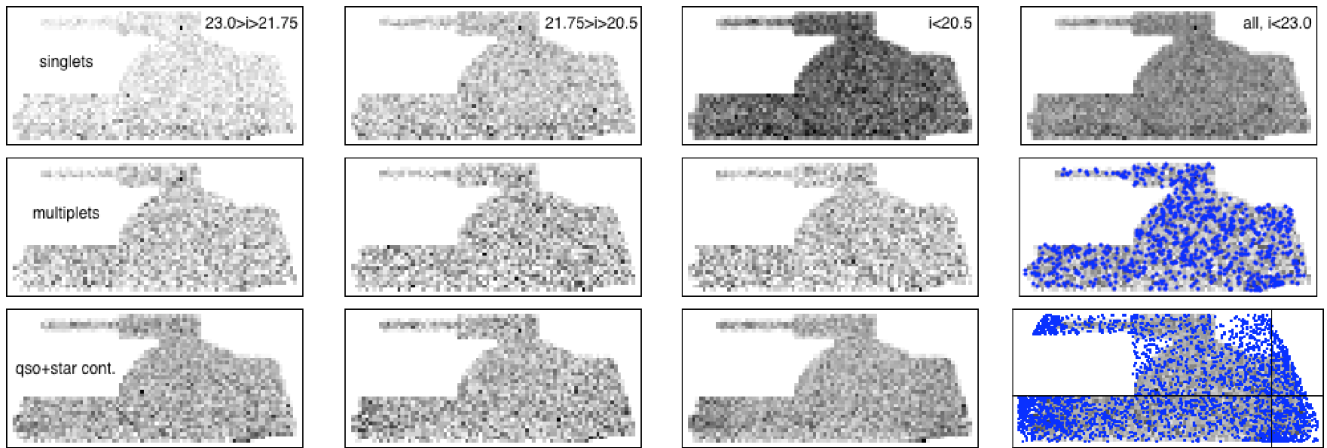 23.0>i>21.75
21.75>i>20.5
i<20.5
all, i<23.0
singlets
multiplets
qso+star cont.